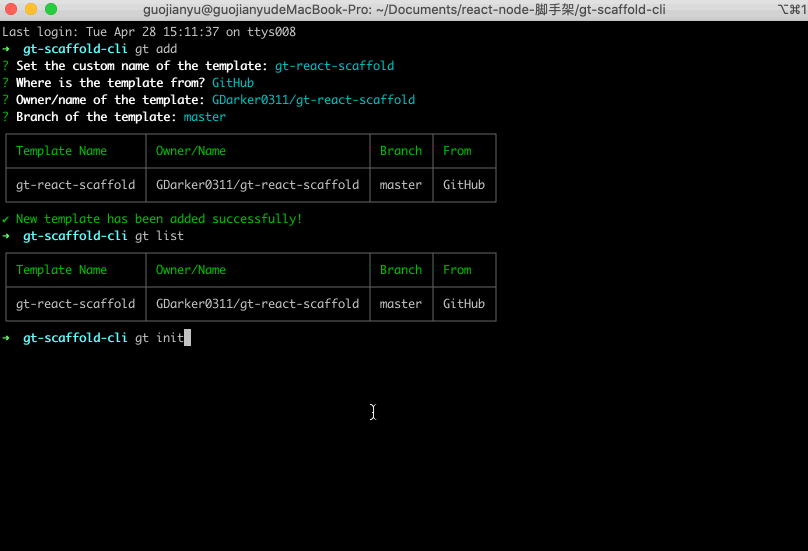 guojianyu@guojianyudeMacBook-Pro: ~/Documents/react-node-脚手架/gt-scaffold-cli ⌥⌘1
Last login: Tue Apr 28 15:11:37 on ttys008
➜ gt-scaffold-cli gt add
? Set the custom name of the template: gt-react-scaffold
? Where is the template from? GitHub
? Owner/name of the template: GDarker0311/gt-react-scaffold
? Branch of the template: master
Template Name Owner/Name Branch From
gt-react-scaffold GDarker0311/gt-react-scaffold master GitHub
✔ New template has been added successfully!
➜ gt-scaffold-cli gt list
Template Name Owner/Name Branch From
gt-react-scaffold GDarker0311/gt-react-scaffold master GitHub
➜ gt-scaffold-cli gt init